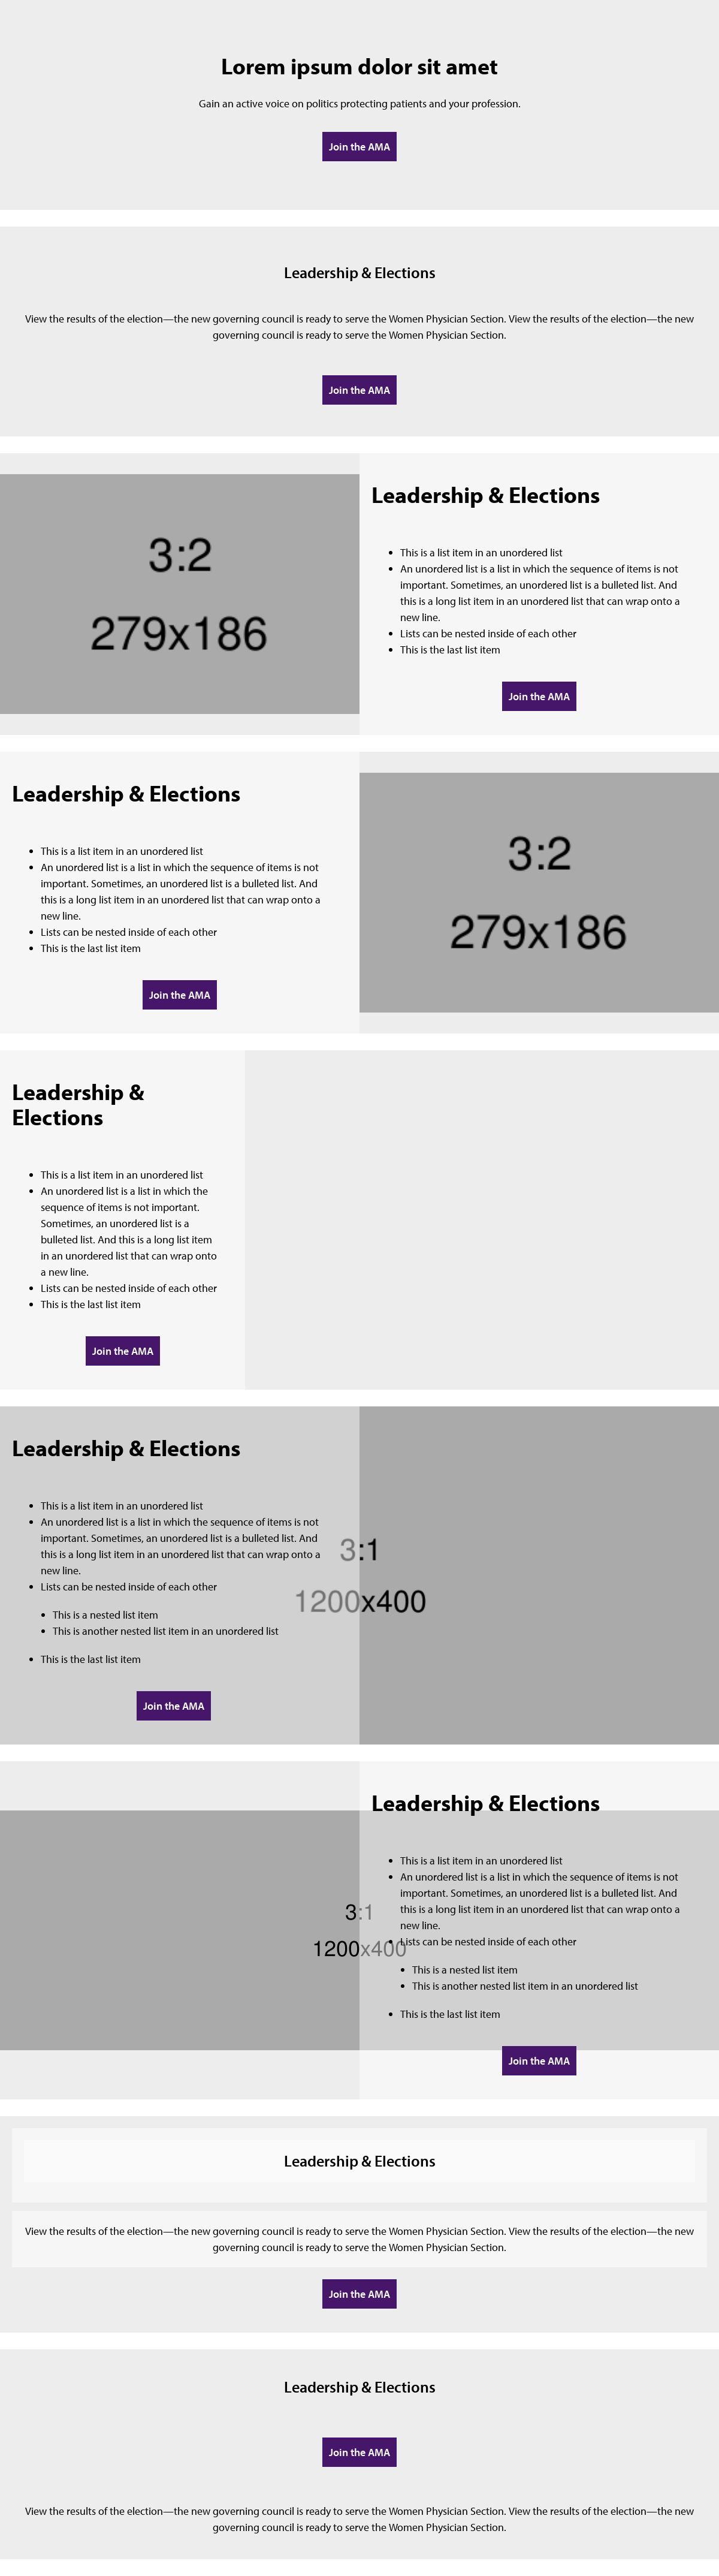 Lorem ipsum dolor sit amet
Gain an active voice on politics protecting patients and your profession.
Join the AMA
Leadership & Elections
View the results of the election—the new governing council is ready to serve the Women Physician Section. View the results of the election—the new
governing council is ready to serve the Women Physician Section.
Join the AMA
3:2
279x186
Leadership & Elections
• This is a list item in an unordered list
• An unordered list is a list in which the sequence of items is not
important. Sometimes, an unordered list is a bulleted list. And
this is a long list item in an unordered list that can wrap onto a
new line.
• Lists can be nested inside of each other
• This is the last list item
Join the AMA
Leadership & Elections
• This is a list item in an unordered list
• An unordered list is a list in which the sequence of items is not
important. Sometimes, an unordered list is a bulleted list. And
this is a long list item in an unordered list that can wrap onto a
new line.
• Lists can be nested inside of each other
• This is the last list item
Join the AMA
3:2
279x186
Leadership &
Elections
• This is a list item in an unordered list
• An unordered list is a list in which the
sequence of items is not important.
Sometimes, an unordered list is a
bulleted list. And this is a long list item
in an unordered list that can wrap onto
a new line.
• Lists can be nested inside of each other
• This is the last list item
Join the AMA
Leadership & Elections
• This is a list item in an unordered list
• An unordered list is a list in which the sequence of items is not
important. Sometimes, an unordered list is a bulleted list. And
this is a long list item in an unordered list that can wrap onto a
new line.
• Lists can be nested inside of each other
• This is a nested list item
• This is another nested list item in an unordered list
• This is the last list item
Join the AMA
3:1
1200x400
3:1
1200x400
Leadership & Elections
• This is a list item in an unordered list
• An unordered list is a list in which the sequence of items is not
important. Sometimes, an unordered list is a bulleted list. And
this is a long list item in an unordered list that can wrap onto a
new line.
• Lists can be nested inside of each other
• This is a nested list item
• This is another nested list item in an unordered list
• This is the last list item
Join the AMA
Leadership & Elections
View the results of the election—the new governing council is ready to serve the Women Physician Section. View the results of the election—the new
governing council is ready to serve the Women Physician Section.
Join the AMA
Leadership & Elections
Join the AMA
View the results of the election—the new governing council is ready to serve the Women Physician Section. View the results of the election—the new
governing council is ready to serve the Women Physician Section.